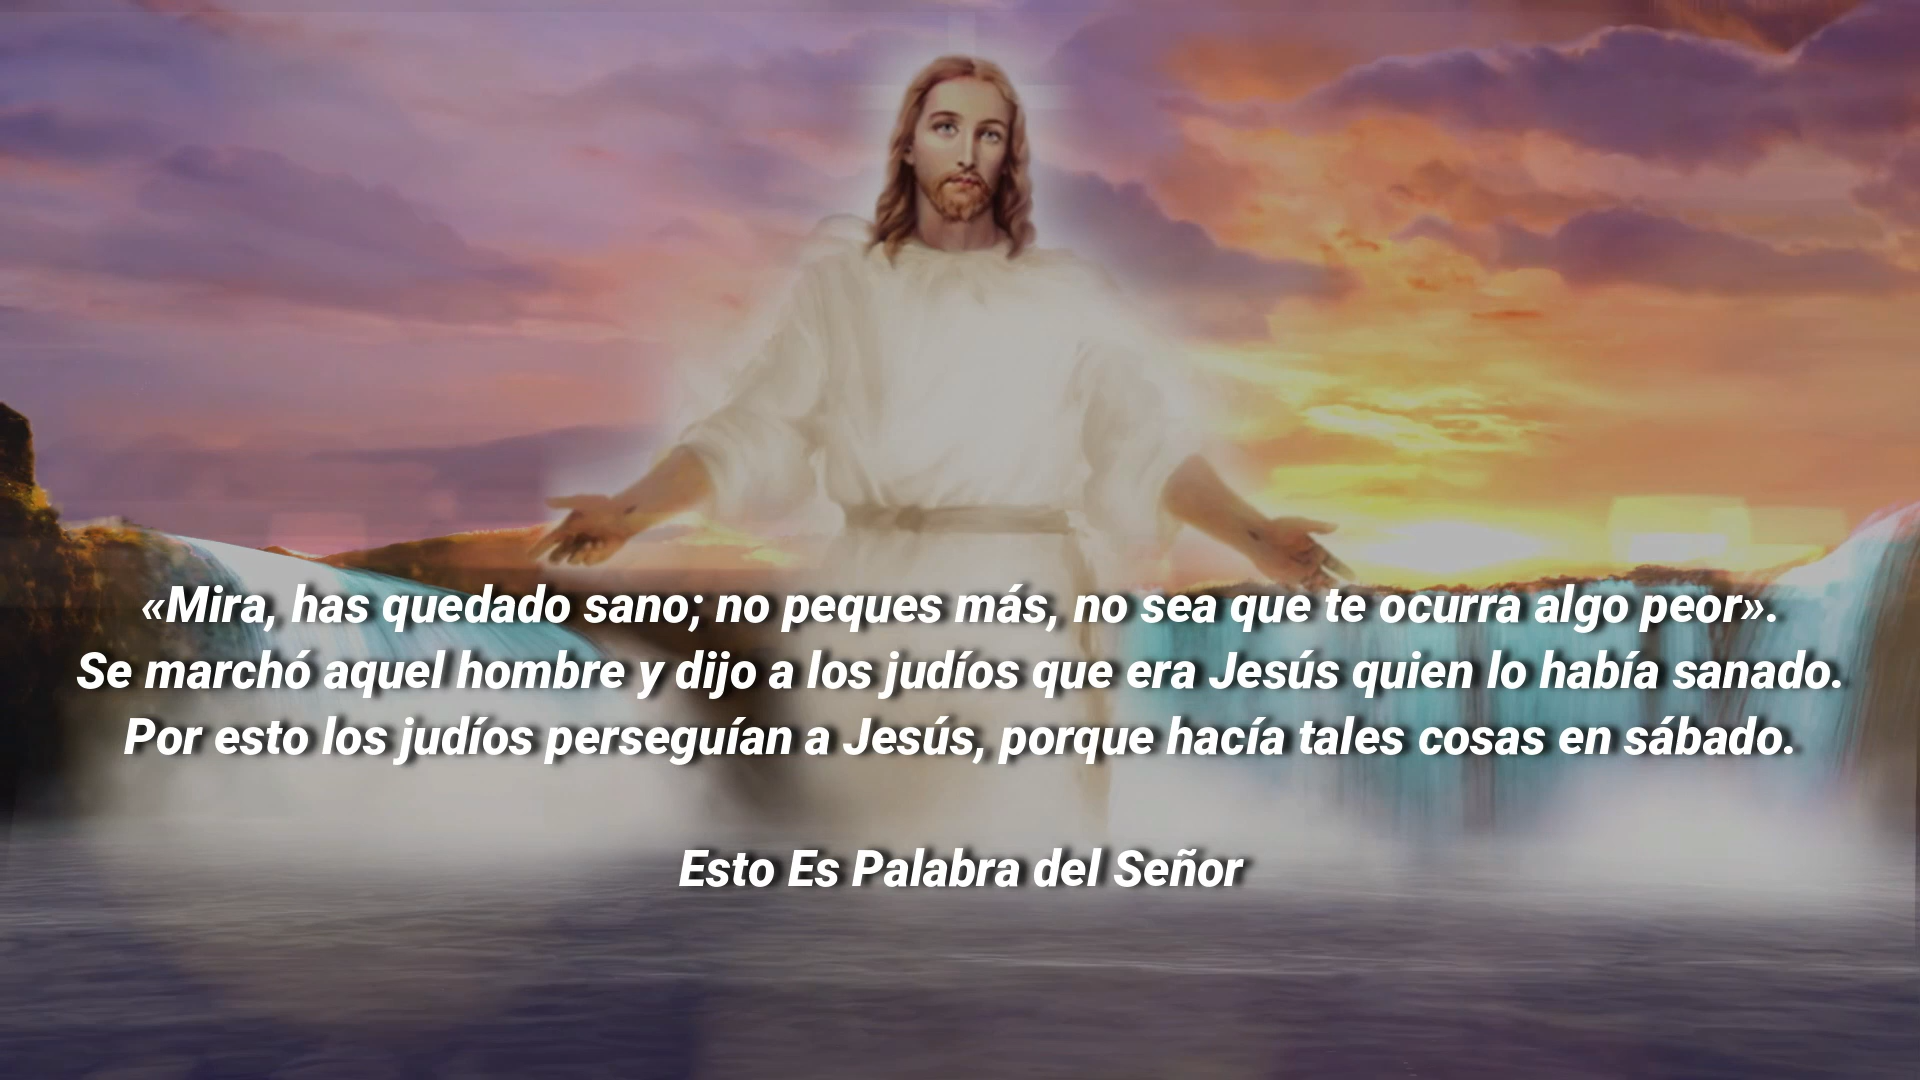 «Mira, has quedado sano; no peques más, no sea que te ocurra algo peor».
Se marchó aquel hombre y dijo a los judíos que era Jesús quien lo había sanado.
Por esto los judíos perseguían a Jesús, porque hacía tales cosas en sábado.
Esto Es Palabra del Señor